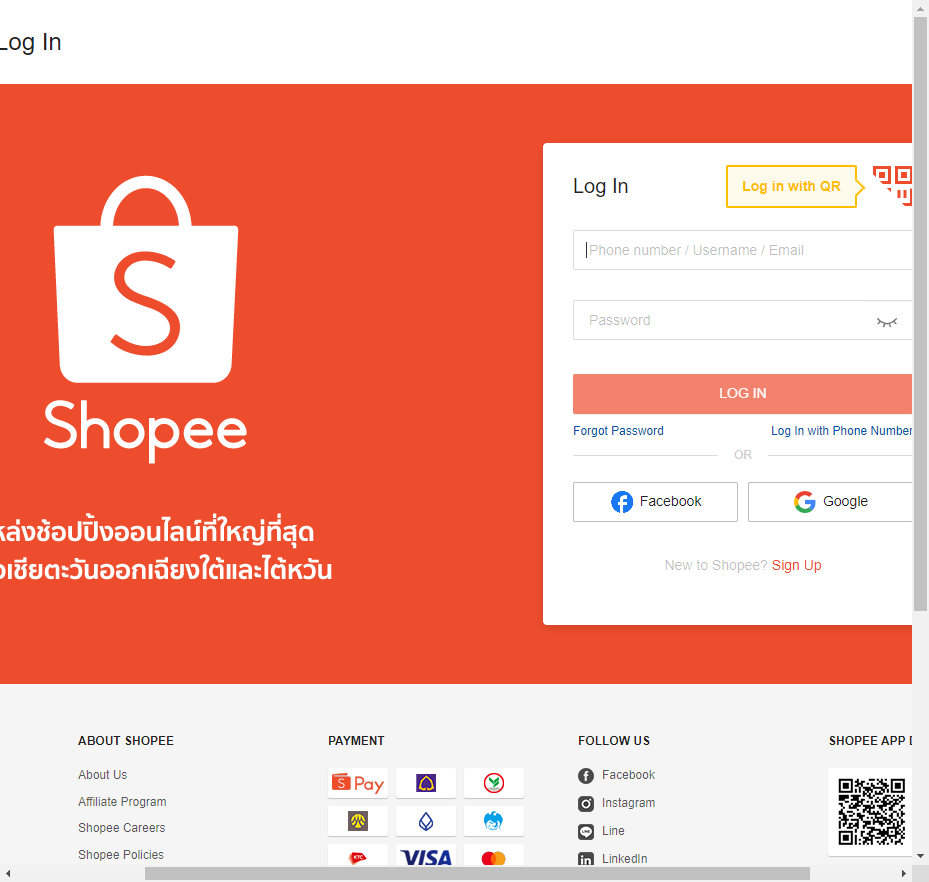 Log In
Shopee
หล่งช้อปปิ้งออนไลน์ที่ใหญ่ที่สุด
เชียตะวันออกเฉียงใต้และไต้หวัน
Log In
Log in with QR
Phone number / Username / Email
Password
LOG IN
Forgot Password
Log In with Phone Number
OR
Facebook
Google
New to Shopee? Sign Up
ABOUT SHOPEE
About Us
Affiliate Program
Shopee Careers
Shopee Policies
PAYMENT
S Pay
KTC
VISA
FOLLOW US
Facebook
Instagram
Line
LinkedIn
SHOPEE APP